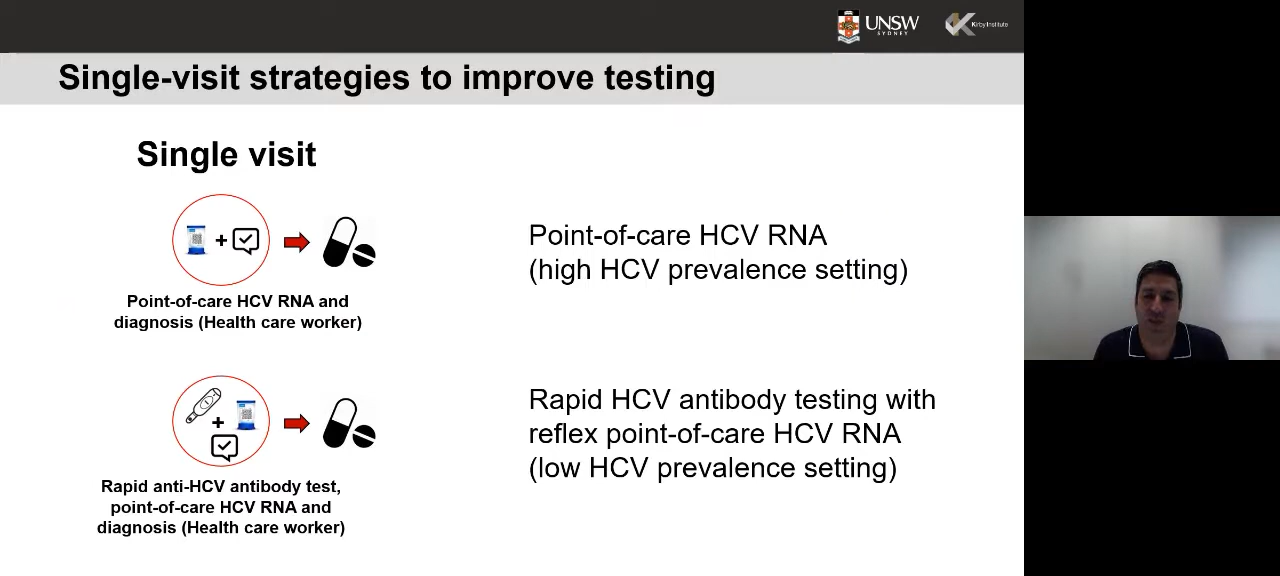 UNSW
SYDNEY
Kirby Institute
Single-visit strategies to improve testing
Single visit
Point-of-care HCV RNA and
diagnosis (Health care worker)
Point-of-care HCV RNA
(high HCV prevalence setting)
Rapid anti-HCV antibody test,
point-of-care HCV RNA and
diagnosis (Health care worker)
Rapid HCV antibody testing with
reflex point-of-care HCV RNA
(low HCV prevalence setting)